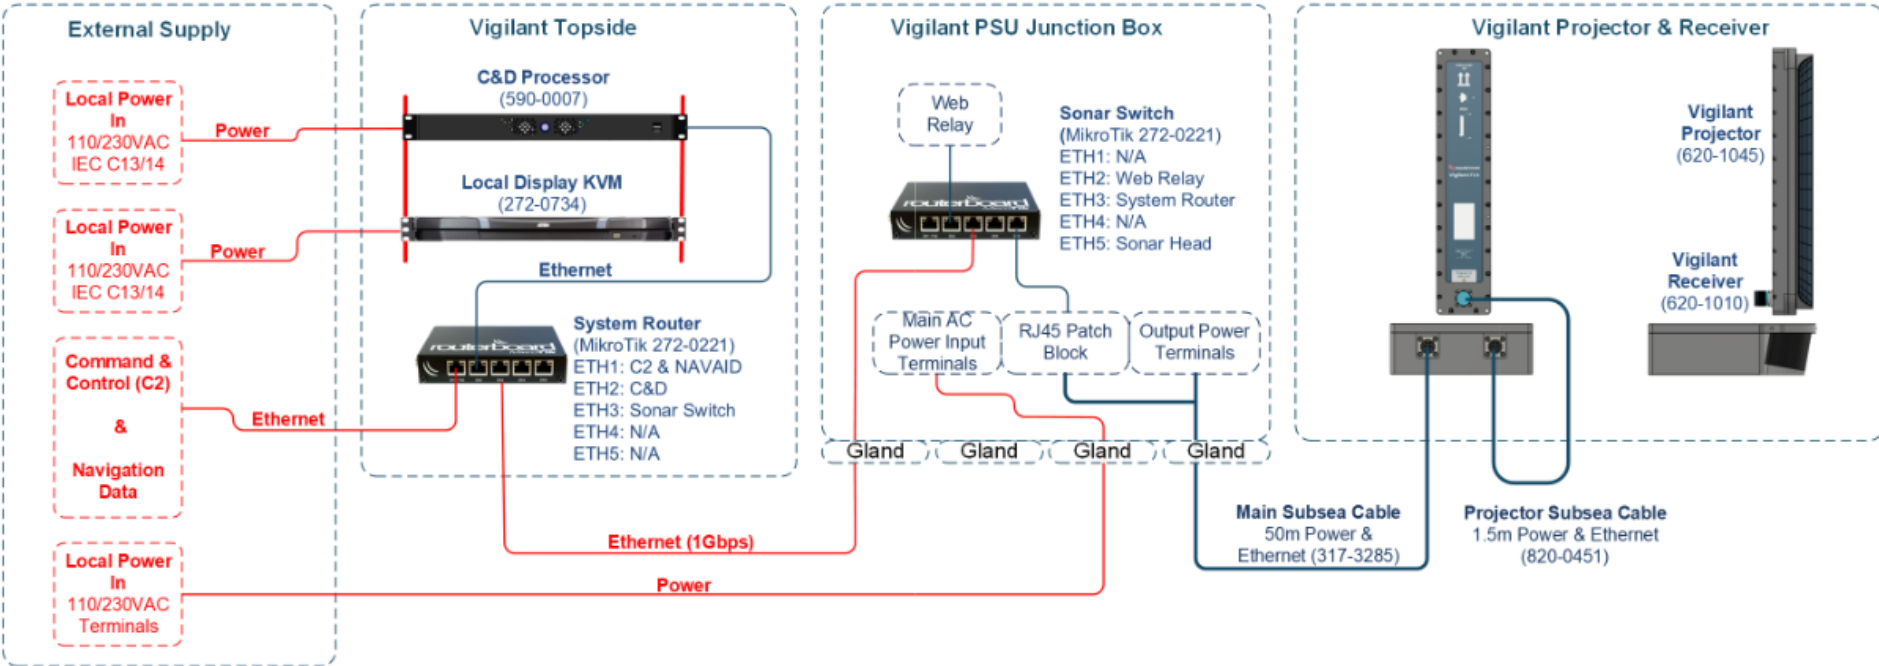 External Supply
Local Power
In
110/230VAC
IEC C13/14
Power
Local Power
In
110/230VAC
IEC C13/14
Power
Command &
Control (C2)
&
Navigation
Data
Ethernet
Local Power
In
110/230VAC
Terminals
Power
Vigilant Topside
C&D Processor
(590-0007)
Local Display KVM
(272-0734)
Ethernet
routerboard
System Router
(MikroTik 272-0221)
ETH1: C2 & NAVAID
ETH2: C&D
ETH3: Sonar Switch
ETH4: N/A
ETH5: N/A
Ethernet (1Gbps)
Vigilant PSU Junction Box
Web
Relay
routerboard
Sonar Switch
(MikroTik 272-0221)
ETH1: N/A
ETH2: Web Relay
ETH3: System Router
ETH4: N/A
ETH5: Sonar Head
Main AC
Power Input
Terminals
RJ45 Patch
Block
Output Power
Terminals
Gland
Gland
Gland
Gland
Vigilant Projector & Receiver
Vigilant
Projector
(620-1045)
Vigilant
Receiver
(620-1010)
Main Subsea Cable
50m Power &
Ethernet (317-3285)
Projector Subsea Cable
1.5m Power & Ethernet
(820-0451)